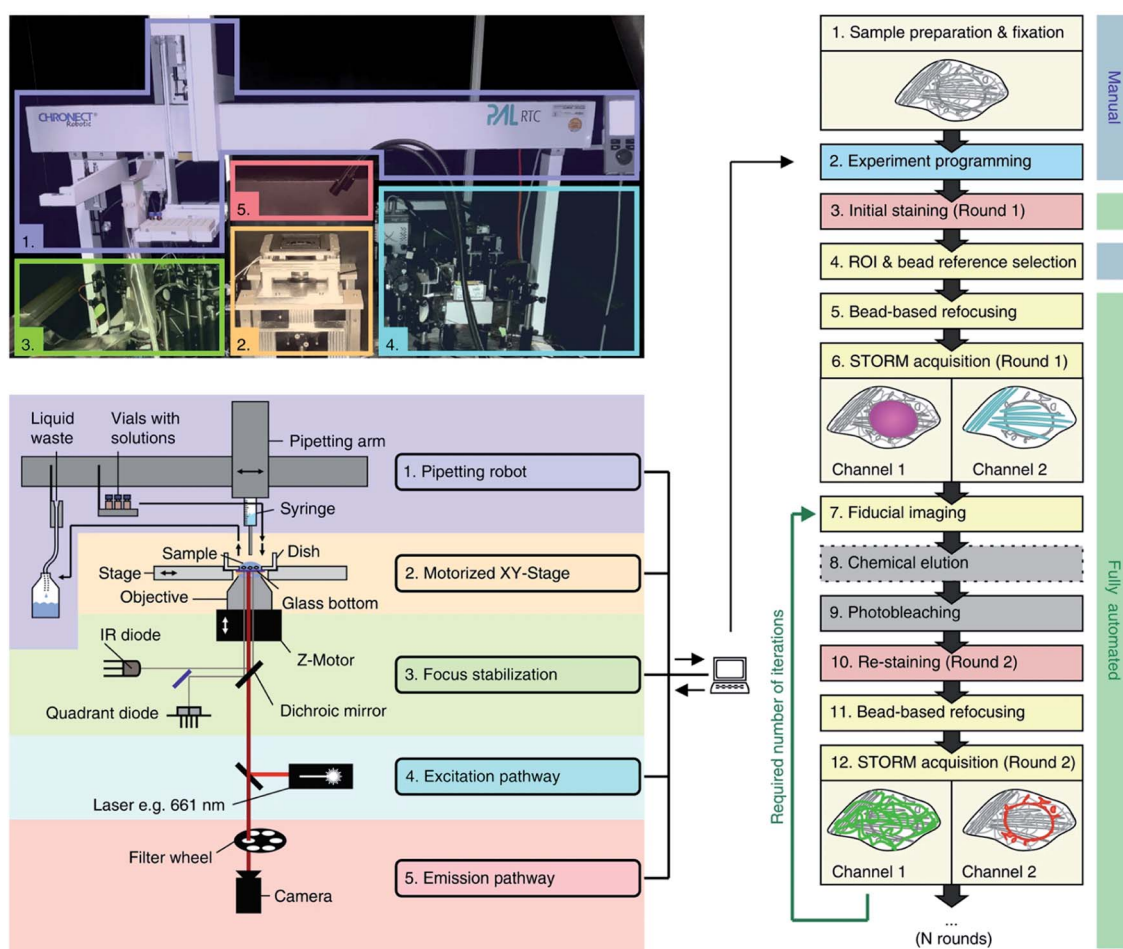 CHRONECT®
Robotic
PAL RTC
1.
5.
3.
2.
4.
Liquid
waste
Vials with
solutions
Pipetting arm
Syringe
Sample
Dish
Stage
Objective
Glass bottom
Z-Motor
IR diode
Quadrant diode
Dichroic mirror
Laser e.g. 661 nm
Filter wheel
Camera
1. Pipetting robot
2. Motorized XY-Stage
3. Focus stabilization
4. Excitation pathway
5. Emission pathway
1. Sample preparation & fixation
2. Experiment programming
3. Initial staining (Round 1)
4. ROI & bead reference selection
5. Bead-based refocusing
6. STORM acquisition (Round 1)
Channel 1
Channel 2
7. Fiducial imaging
8. Chemical elution
9. Photobleaching
10. Re-staining (Round 2)
11. Bead-based refocusing
12. STORM acquisition (Round 2)
Channel 1
Channel 2
...
(N rounds)
Required number of iterations
Manual
Fully automated